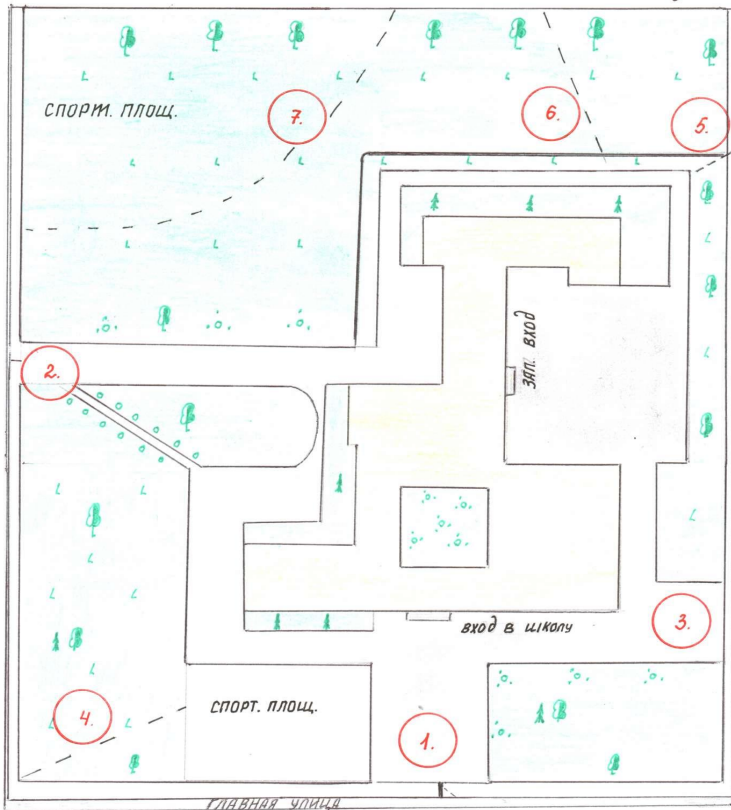 СПОРТ. ПЛОЩ.
7.
6.
5.
ЗАП. ВХОД
2.
ВХОД В ШКОЛУ
3.
4.
СПОРТ. ПЛОЩ.
1.
ГЛАВНАЯ УЛИЦА